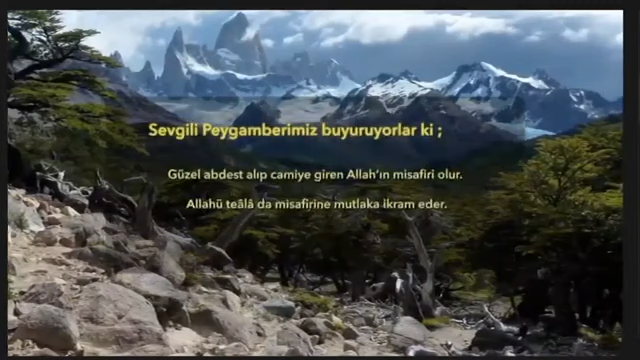 Sevgili Peygamberimiz buyuruyorlar ki ;
Güzel abdest alıp camiye giren Allah'ın misafiri olur.
Allahü teâlâ da misafirine mutlaka ikram eder.